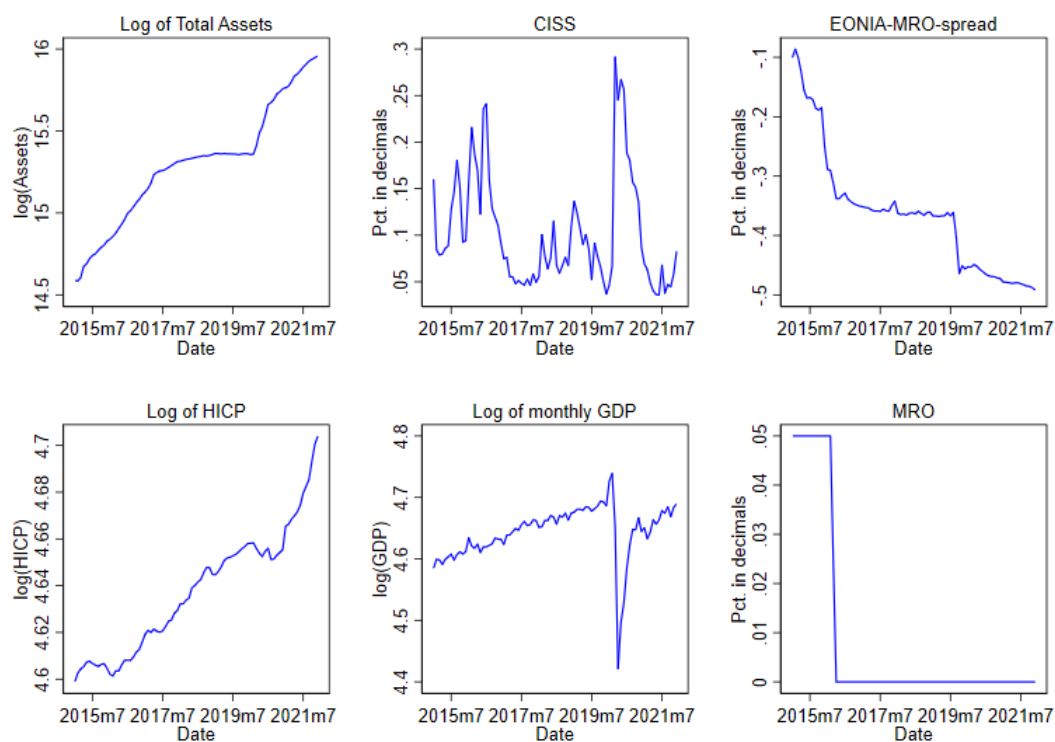 Log of Total Assets
log(Assets)
16
15.5
15
14.5
2015m7 2017m7 2019m7 2021m7
Date
CISS
Pct. in decimals
.3
.25
.2
.15
.1
.05
2015m7 2017m7 2019m7 2021m7
Date
EONIA-MRO-spread
-.1
-.2
-.3
-.4
-.5
2015m7 2017m7 2019m7 2021m7
Date
Log of HICP
log(HICP)
4.7
4.68
4.66
4.64
4.62
4.6
2015m7 2017m7 2019m7 2021m7
Date
Log of monthly GDP
log(GDP)
4.8
4.7
4.6
4.5
4.4
2015m7 2017m7 2019m7 2021m7
Date
MRO
Pct. in decimals
.05
.04
.03
.02
.01
0
2015m7 2017m7 2019m7 2021m7
Date